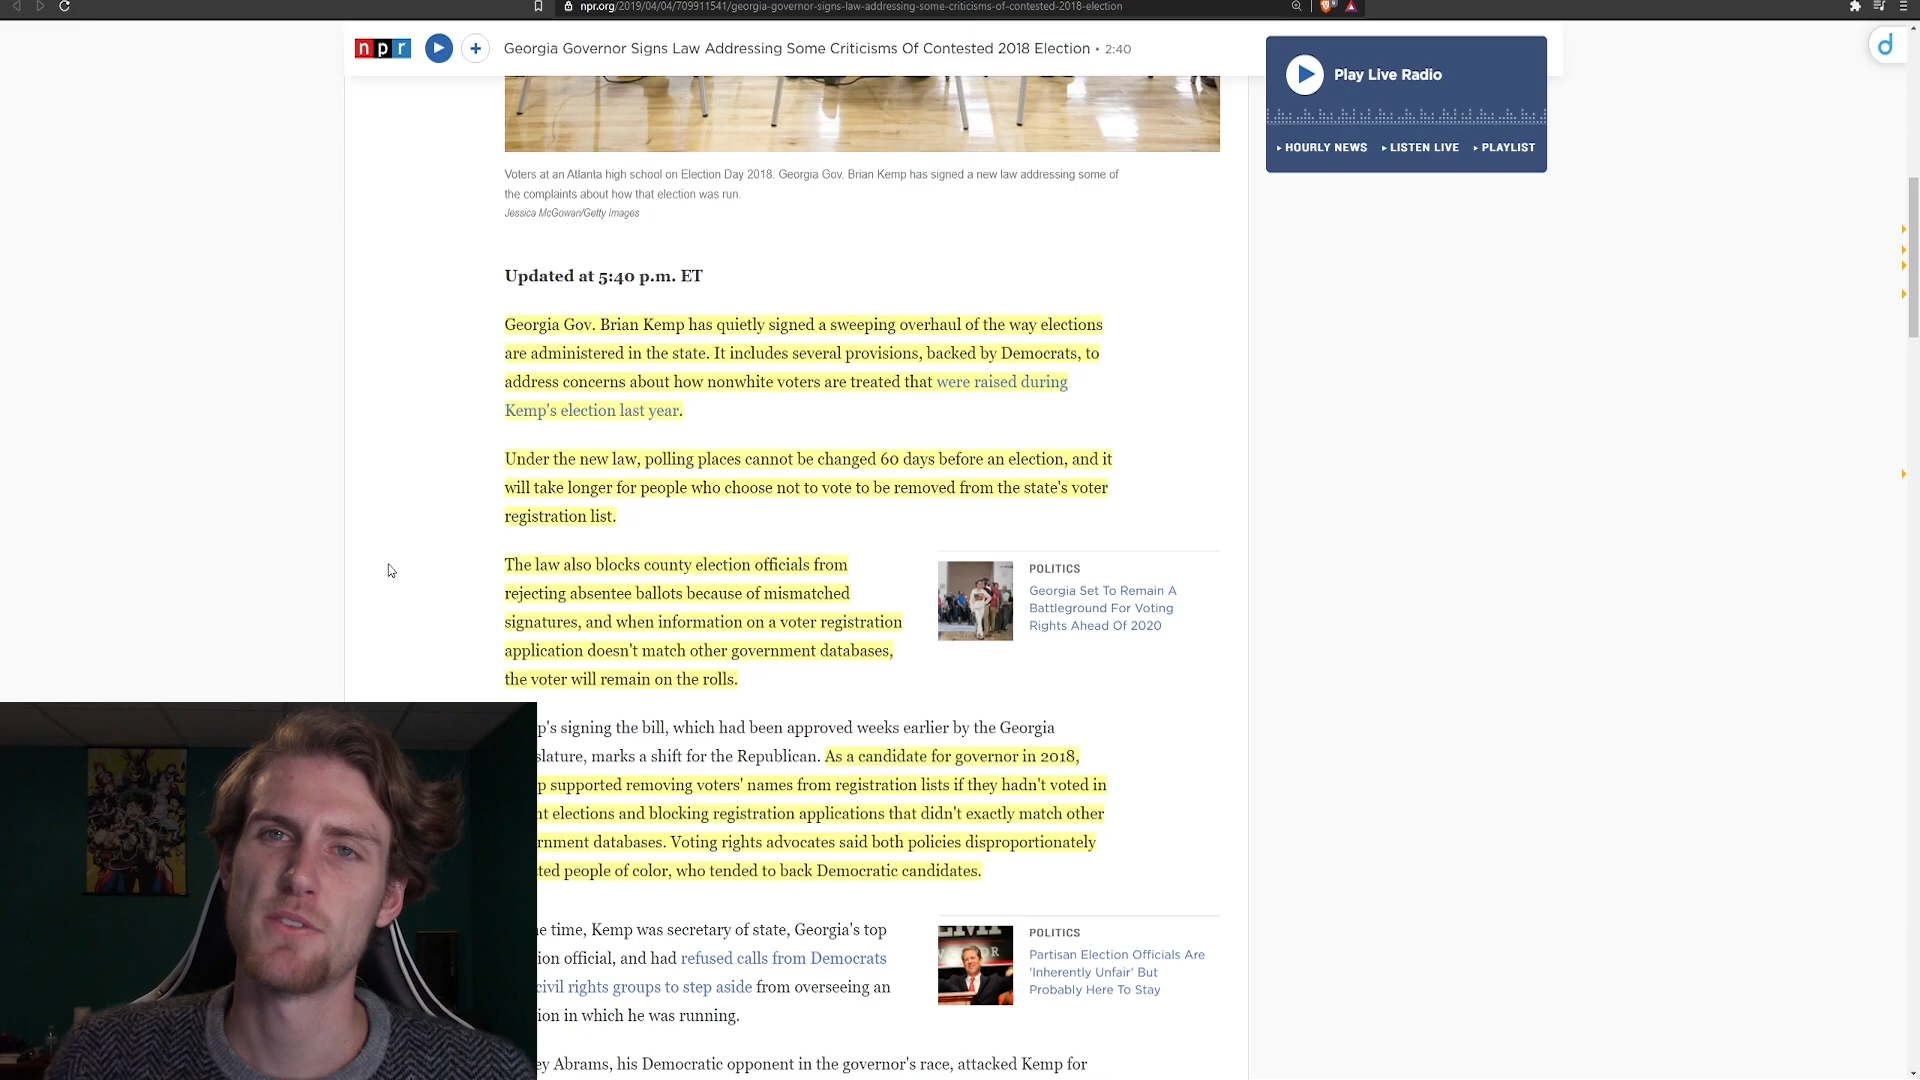 npr.org/2019/04/04/709911541/georgia-governor-signs-law-addressing-some-criticisms-of-contested-2018-election
npr
Georgia Governor Signs Law Addressing Some Criticisms Of Contested 2018 Election • 2:40
Play Live Radio
HOURLY NEWS
LISTEN LIVE
PLAYLIST
d
Voters at an Atlanta high school on Election Day 2018. Georgia Gov. Brian Kemp has signed a new law addressing some of
the complaints about how that election was run.
Jessica McGowan/Getty Images
Updated at 5:40 p.m. ET
Georgia Gov. Brian Kemp has quietly signed a sweeping overhaul of the way elections
are administered in the state. It includes several provisions, backed by Democrats, to
address concerns about how nonwhite voters are treated that were raised during
Kemp's election last year.
Under the new law, polling places cannot be changed 60 days before an election, and it
will take longer for people who choose not to vote to be removed from the state's voter
registration list.
The law also blocks county election officials from
rejecting absentee ballots because of mismatched
signatures, and when information on a voter registration
application doesn't match other government databases,
the voter will remain on the rolls.
POLITICS
Georgia Set To Remain A
Battleground For Voting
Rights Ahead Of 2020
p's signing the bill, which had been approved weeks earlier by the Georgia
slature, marks a shift for the Republican. As a candidate for governor in 2018,
p supported removing voters' names from registration lists if they hadn't voted in
nt elections and blocking registration applications that didn't exactly match other
rnment databases. Voting rights advocates said both policies disproportionately
ted people of color, who tended to back Democratic candidates.
e time, Kemp was secretary of state, Georgia's top
ion official, and had refused calls from Democrats
civil rights groups to step aside from overseeing an
ion in which he was running.
POLITICS
Partisan Election Officials Are
'Inherently Unfair' But
Probably Here To Stay
ey Abrams, his Democratic opponent in the governor's race, attacked Kemp for